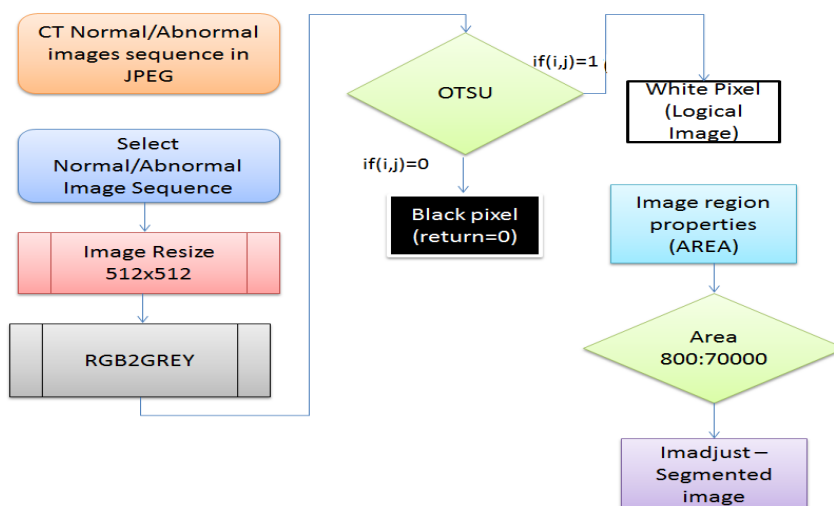 CT Normal/Abnormal
images sequence in
JPEG
Select
Normal/Abnormal
Image Sequence
Image Resize
512x512
RGB2GREY
OTSU
if(i,j)=1 (
if(i,j)=0
White Pixel
(Logical
Image)
Black pixel
(return=0)
Image region
properties
(AREA)
Area
800:70000
Imadjust –
Segmented
image